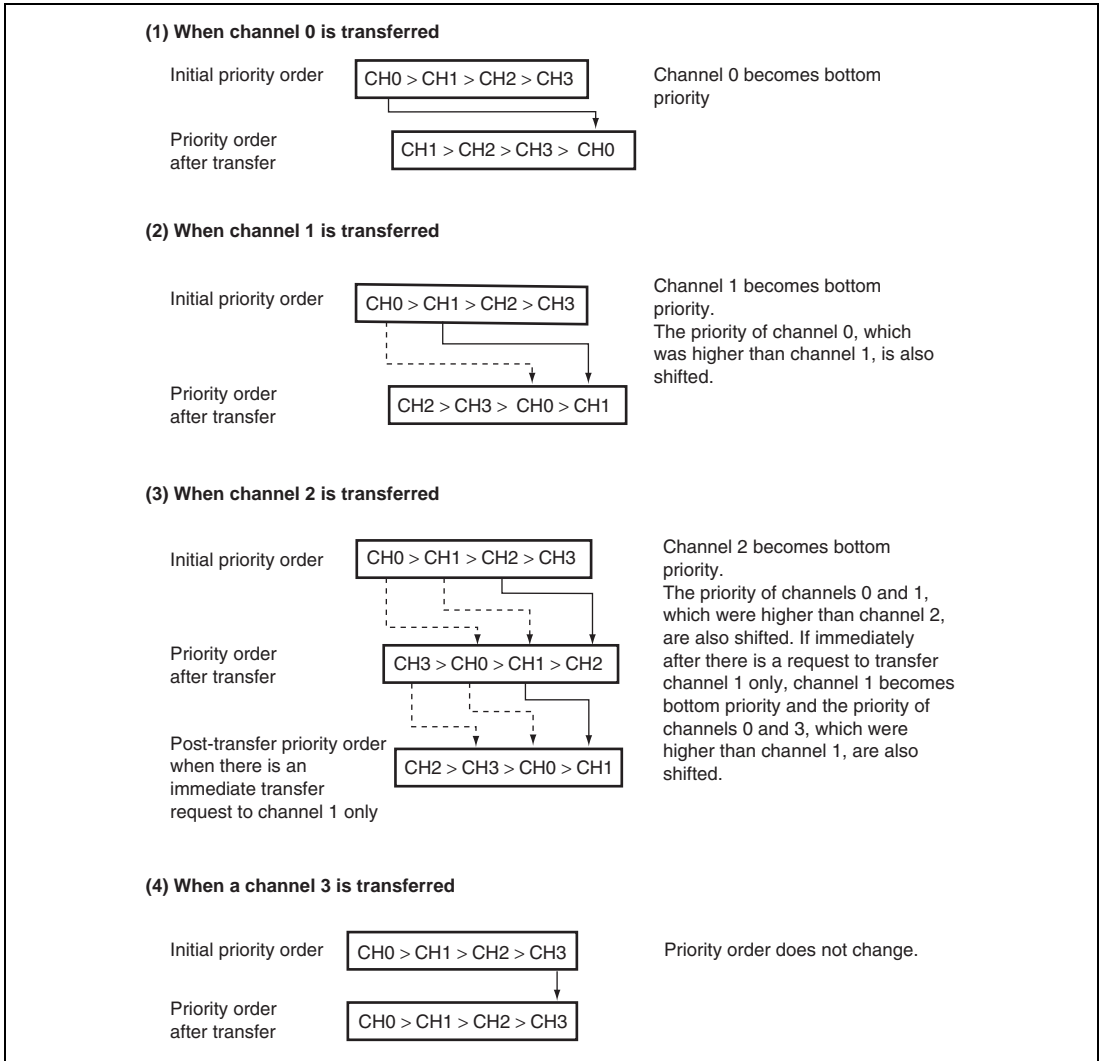 (1) When channel 0 is transferred
Initial priority order
CH0 > CH1 > CH2 > CH3
Channel 0 becomes bottom
priority
Priority order
after transfer
CH1 > CH2 > CH3 > CH0
(2) When channel 1 is transferred
Initial priority order
CH0 > CH1 > CH2 > CH3
Channel 1 becomes bottom
priority.
The priority of channel 0, which
was higher than channel 1, is also
shifted.
Priority order
after transfer
CH2 > CH3 > CH0 > CH1
(3) When channel 2 is transferred
Initial priority order
CH0 > CH1 > CH2 > CH3
Channel 2 becomes bottom
priority.
The priority of channels 0 and 1,
which were higher than channel 2,
are also shifted. If immediately
after there is a request to transfer
channel 1 only, channel 1 becomes
bottom priority and the priority of
channels 0 and 3, which were
higher than channel 1, are also
shifted.
Priority order
after transfer
CH3 > CH0 > CH1 > CH2
Post-transfer priority order
when there is an
immediate transfer
request to channel 1 only
CH2 > CH3 > CH0 > CH1
(4) When a channel 3 is transferred
Initial priority order
CH0 > CH1 > CH2 > CH3
Priority order does not change.
Priority order
after transfer
CH0 > CH1 > CH2 > CH3